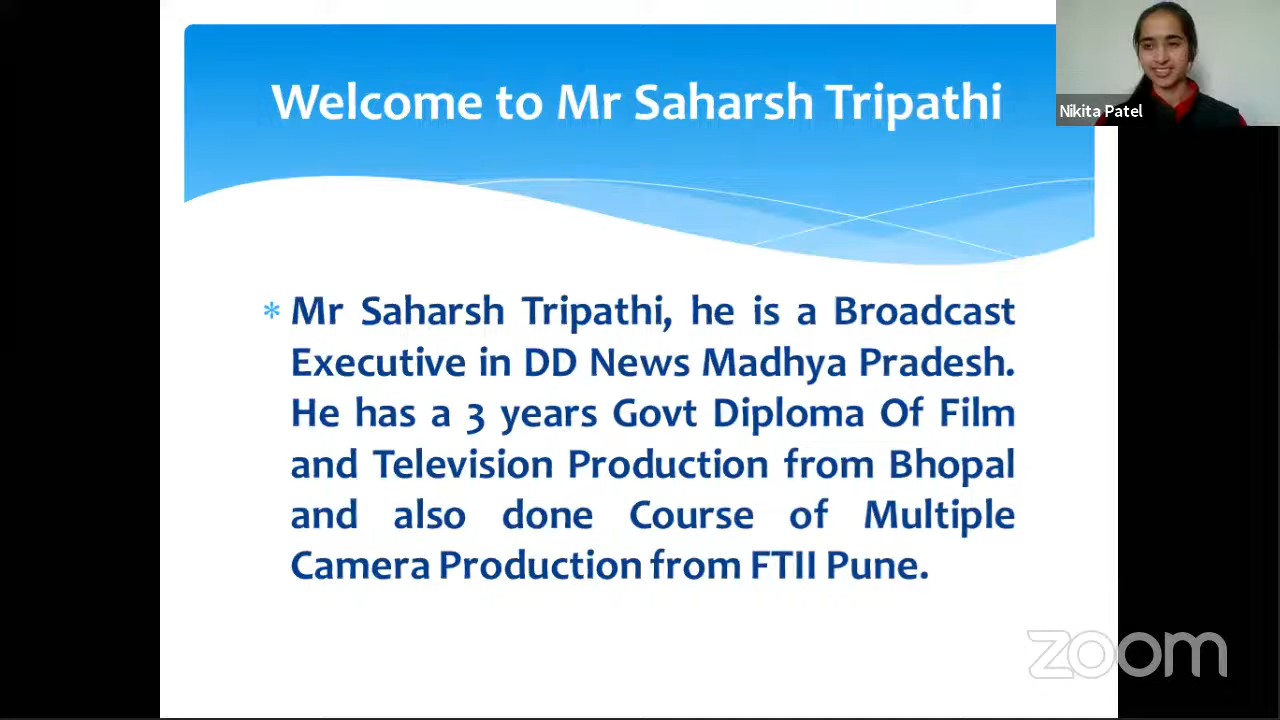 Welcome to Mr Saharsh Tripathi
Nikita Patel
* Mr Saharsh Tripathi, he is a Broadcast
Executive in DD News Madhya Pradesh.
He has a 3 years Govt Diploma Of Film
and Television Production from Bhopal
and also done Course of Multiple
Camera Production from FTII Pune.
zoom